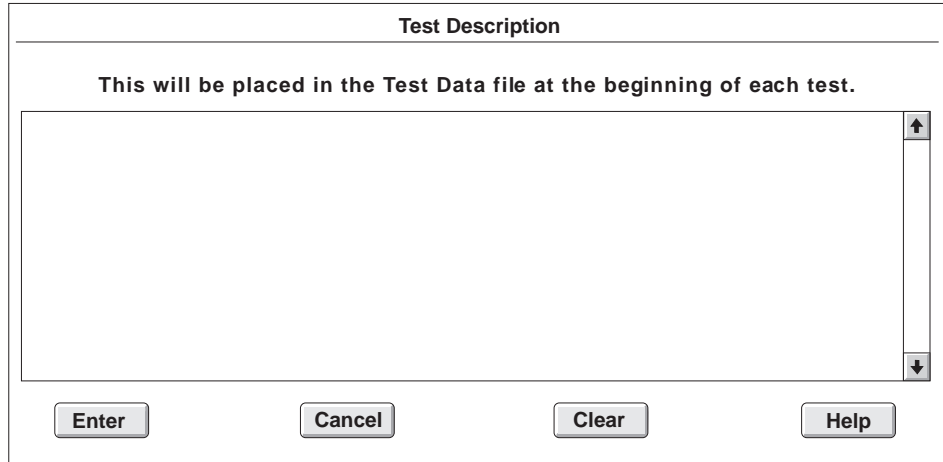 Test Description
This will be placed in the Test Data file at the beginning of each test.
Enter Cancel Clear Help